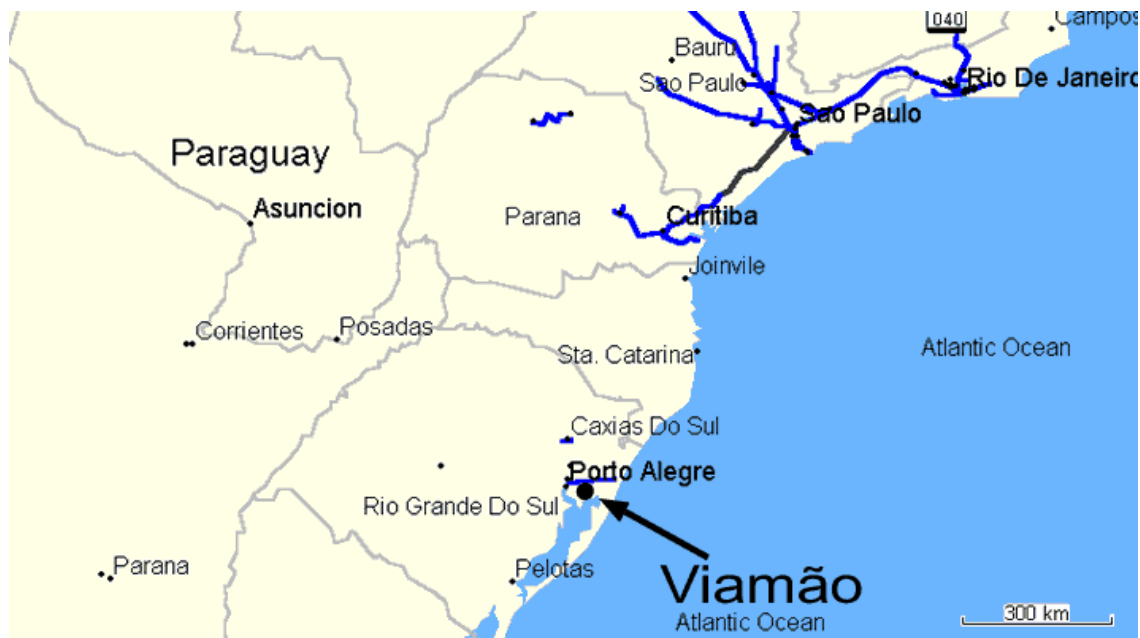 040
Campos
Bauru
Sao Paulo
Rio De Janeiro
Sao Paulo
Paraguay
Asuncion
Parana
Curitiba
Joinvile
Corrientes
Posadas
Sta. Catarina
Atlantic Ocean
Caxias Do Sul
Porto Alegre
Rio Grande Do Sul
Parana
Pelotas
Viamão
Atlantic Ocean
300 km